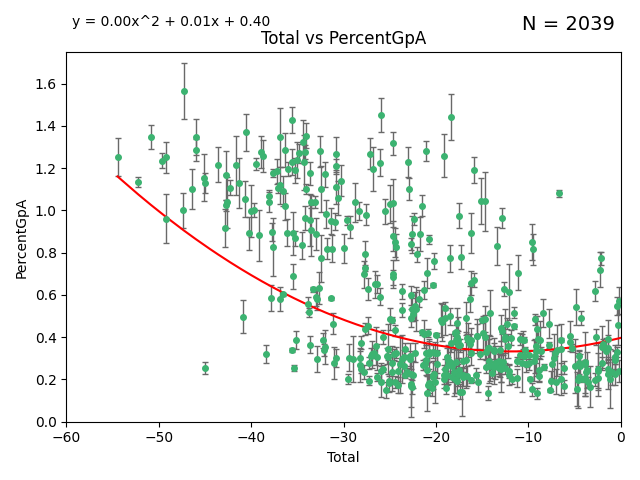 y = 0.00x^2 + 0.01x + 0.40
N = 2039
Total vs PercentGpA
PercentGpA
1.6
1.4
1.2
1.0
0.8
0.6
0.4
0.2
0.0
−60 −50 −40 −30 −20 −10 0
Total